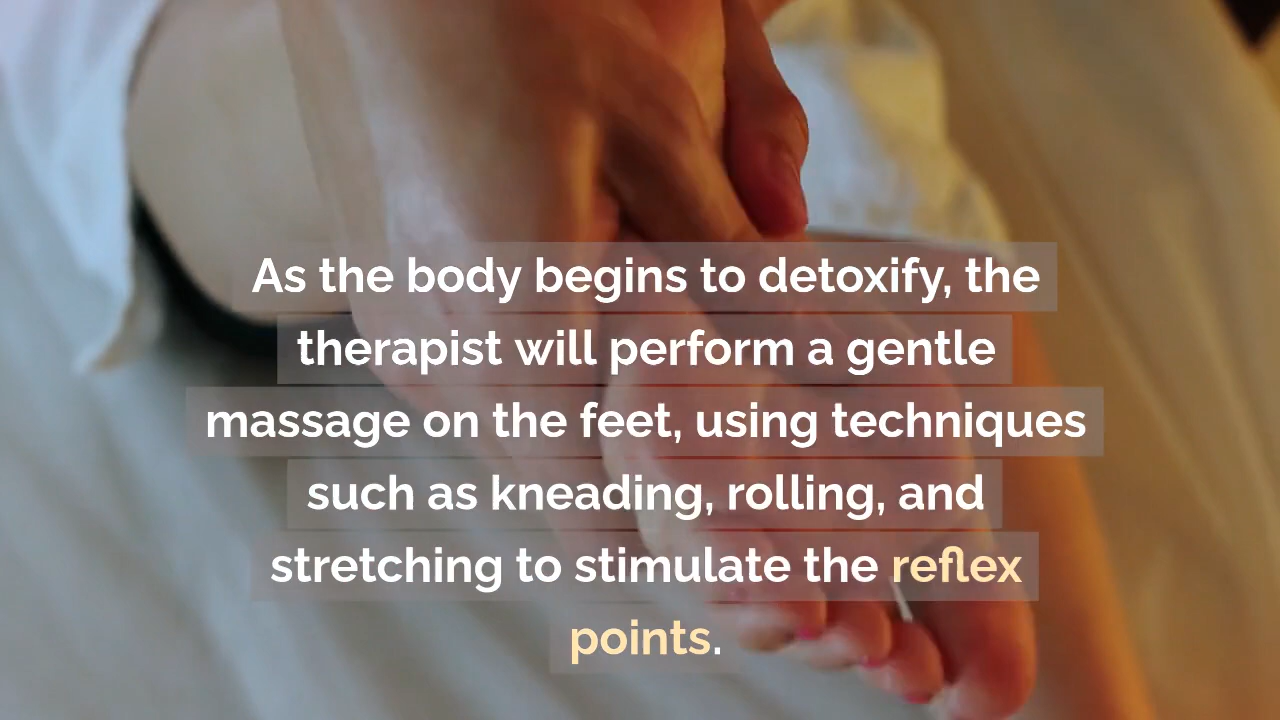 As the body begins to detoxify, the
therapist will perform a gentle
massage on the feet, using techniques
such as kneading, rolling, and
stretching to stimulate the reflex
points.